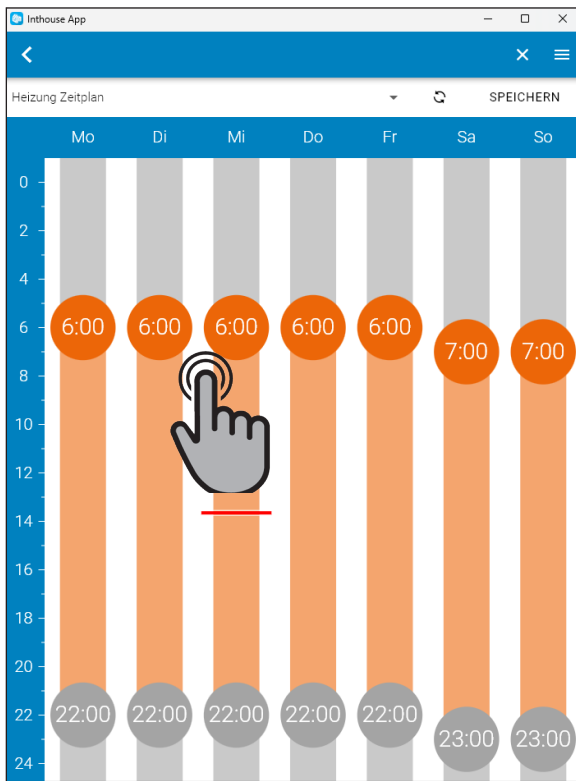 Inthouse App
Heizung Zeitplan SPEICHERN
Mo Di Mi Do Fr Sa So
0
2
4
6 6:00 6:00 6:00 6:00 6:00
7:00 7:00
8
10
12
14
16
18
20
22 22:00 22:00 22:00 22:00 22:00
23:00 23:00
24